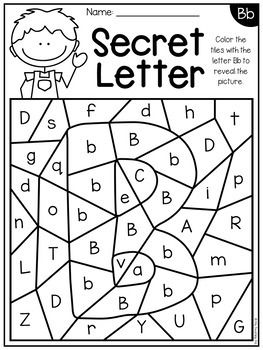 Name:
Bb
Secret
Letter
Color the
tiles with the
letter Bb to
reveal the
picture.
D s f d h t
g b B b D
d q b C B i p
a b e
n o b B A R
L T B v B m
a
Z D B b G
r Y U